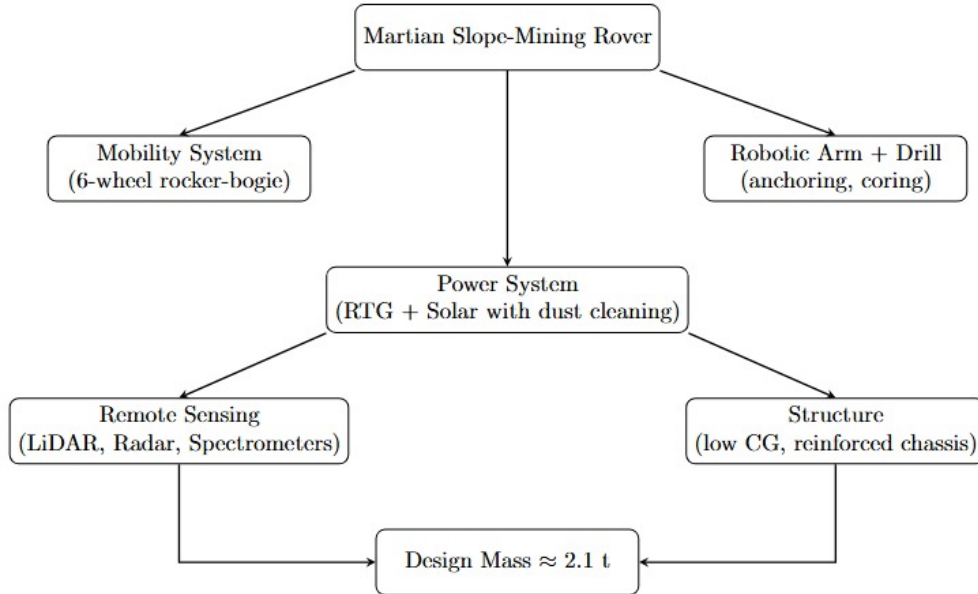 Martian Slope-Mining Rover
Mobility System
(6-wheel rocker-bogie)
Robotic Arm + Drill
(anchoring, coring)
Power System
(RTG + Solar with dust cleaning)
Remote Sensing
(LiDAR, Radar, Spectrometers)
Structure
(low CG, reinforced chassis)
Design Mass ≈ 2.1 t